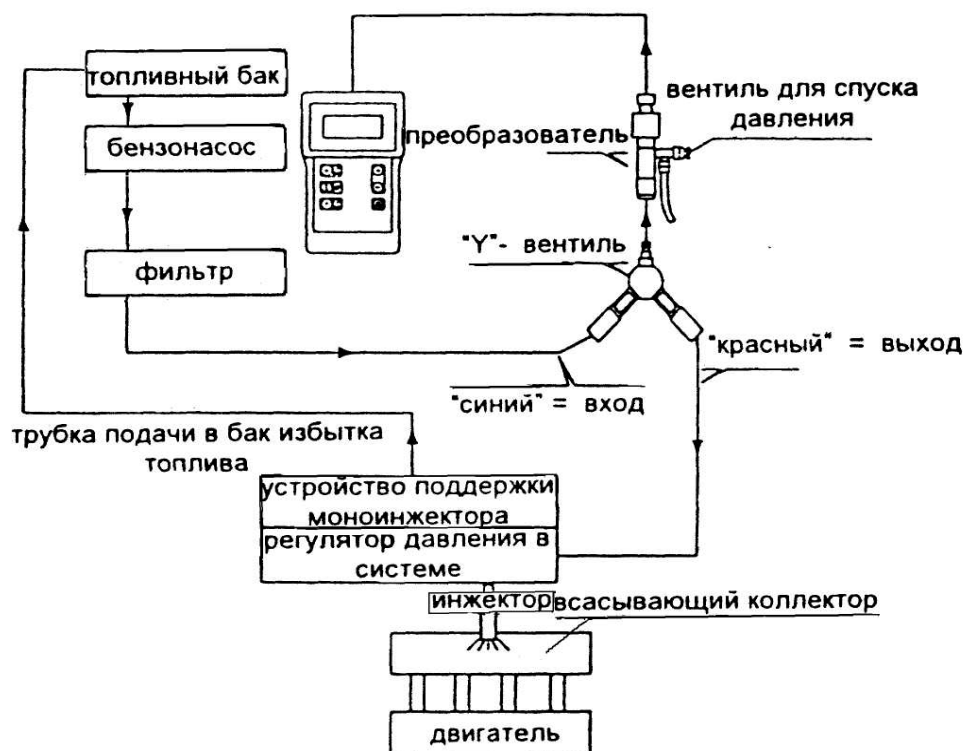 топливный бак
бензонасос
фильтр
преобразователь
вентиль для спуска
давления
"Y"- вентиль
"красный" = выход
"синий" = вход
трубка подачи в бак избытка
топлива
устройство поддержки
моноинжектора
регулятор давления в
системе
инжектор
всасывающий коллектор
двигатель